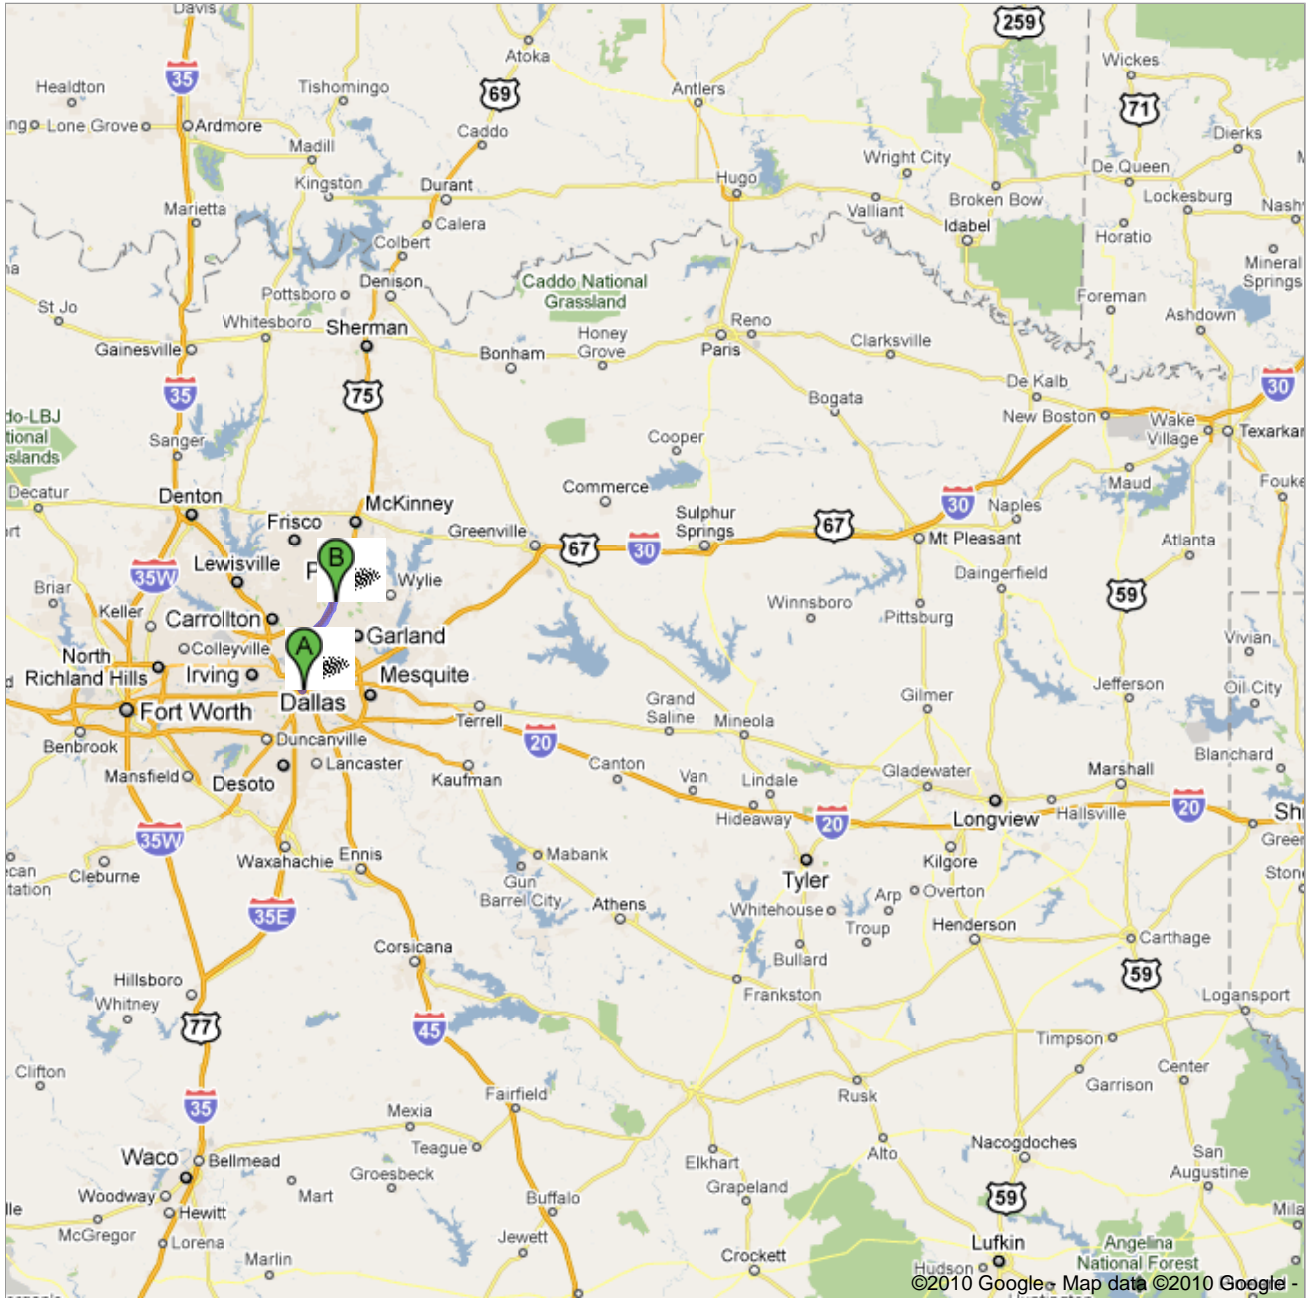 Davis
259
Atoka
Wickes
35
Healdton
Tishomingo
69
Antlers
71
Lone Grove
Ardmore
Caddo
Dierks
Madill
Wright City
De Queen
Kingston
Durant
Hugo
Broken Bow
Lockesburg
Marietta
Calera
Valliant
Idabel
Horatio
Colbert
Mineral
Springs
Denison
Caddo National
Grassland
Pottsboro
Foreman
St Jo
Whitesboro
Sherman
Honey
Grove
Reno
Ashdown
Gainesville
Bonham
Paris
Clarksville
35
75
De Kalb
30
Bogata
New Boston
Wake
Village
Sanger
Cooper
Maud
Decatur
Denton
McKinney
Commerce
Sulphur
Springs
30
Naples
Fouke
Frisco
Greenville
67
30
67
Mt Pleasant
Atlanta
B
Lewisville
35W
Wylie
Daingerfield
59
Briar
Keller
Carrollton
Winnsboro
Pittsburg
A
Garland
Vivian
Colleyville
North
Richland Hills
Irving
Mesquite
Dallas
Fort Worth
Terrell
Grand
Saline
Mineola
Gilmer
Jefferson
Oil City
Benbrook
Duncanville
20
Blanchard
Lancaster
Mansfield
Desoto
Kaufman
Canton
Van
Lindale
Gladewater
Marshall
Hideaway
20
Longview
Hallsville
20
35W
Waxahachie
Ennis
Mabank
Kilgore
Cleburne
Gun
Barrel City
Tyler
Arp
Overton
35E
Athens
Whitehouse
Troup
Henderson
Carthage
Corsicana
Bullard
59
Hillsboro
Frankston
Logansport
Whitney
77
45
Timpson
Clifton
Garrison
Center
35
Fairfield
Rusk
Mexia
Teague
Nacogdoches
Waco
Bellmead
Elkhart
Alto
San
Augustine
Groesbeck
Grapeland
59
Woodway
Mart
Buffalo
Hewitt
McGregor
Lorena
Jewett
Lufkin
Angelina
National Forest
Marlin
Crockett
Hudson
©2010 Google - Map data ©2010 Google -